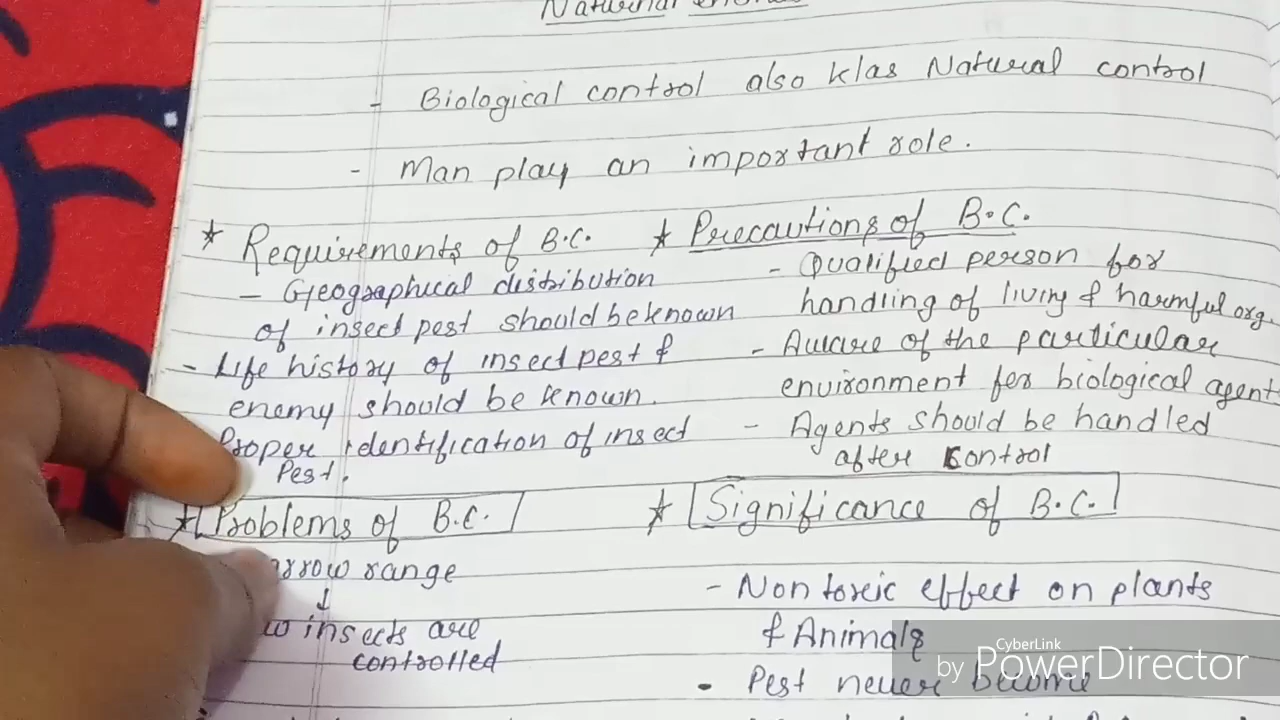 Natural
- Biological control also k/as Natural control
- Man play an important role.
* Requirements of B.C.
- Geographical distribution
of insect pest should be known
- Life history of insect pest &
enemy should be known.
Proper identification of insect
Pest.
* Precautions of B.C.
- Qualified person for
handling of living & harmful org.
- Aware of the particular
environment for biological agent
- Agents should be handled
after control
* Problems of B.C.
arrow range
↓
w insects are
controlled
* Significance of B.C.
- Non toxic effect on plants
& Animals
- Pest never become
CyberLink
by PowerDirector